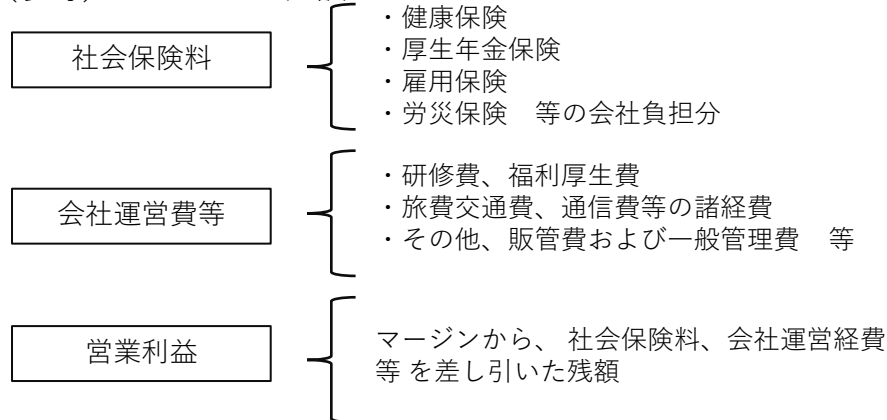 社会保険料
・健康保険
・厚生年金保険
・雇用保険
・労災保険　等の会社負担分
会社運営費等
・研修費、福利厚生費
・旅費交通費、通信費等の諸経費
・その他、販管費および一般管理費　等
営業利益
マージンから、 社会保険料、会社運営経費
等 を差し引いた残額